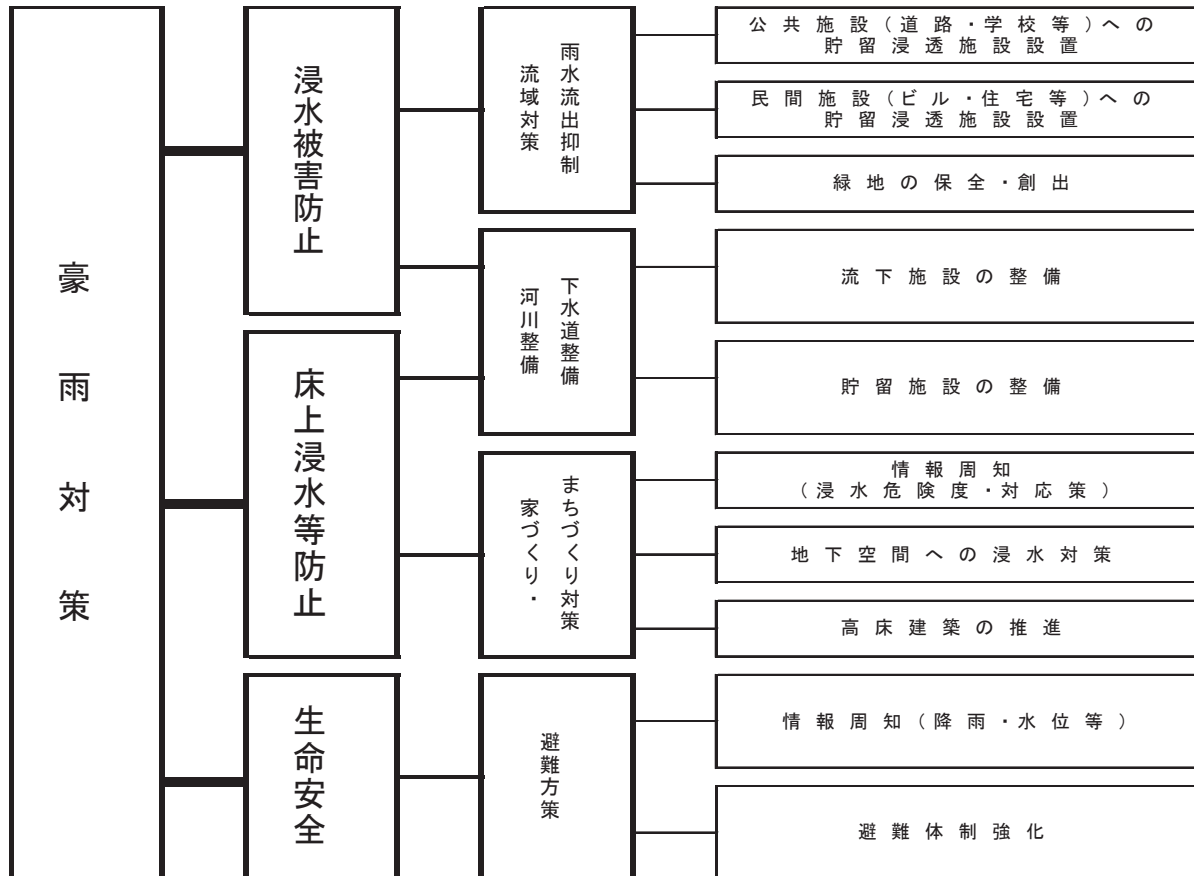 豪雨対策
浸水被害防止
床上浸水等防止
生命安全
雨水流出抑制
流域対策
下水道整備
河川整備
まちづくり対策
家づくり・
避難方策
公共施設(道路・学校等)への
貯留浸透施設設置
民間施設(ビル・住宅等)への
貯留浸透施設設置
緑地の保全・創出
流下施設の整備
貯留施設の整備
情報周知
(浸水危険度・対応策)
地下空間への浸水対策
高床建築の推進
情報周知(降雨・水位等)
避難体制強化